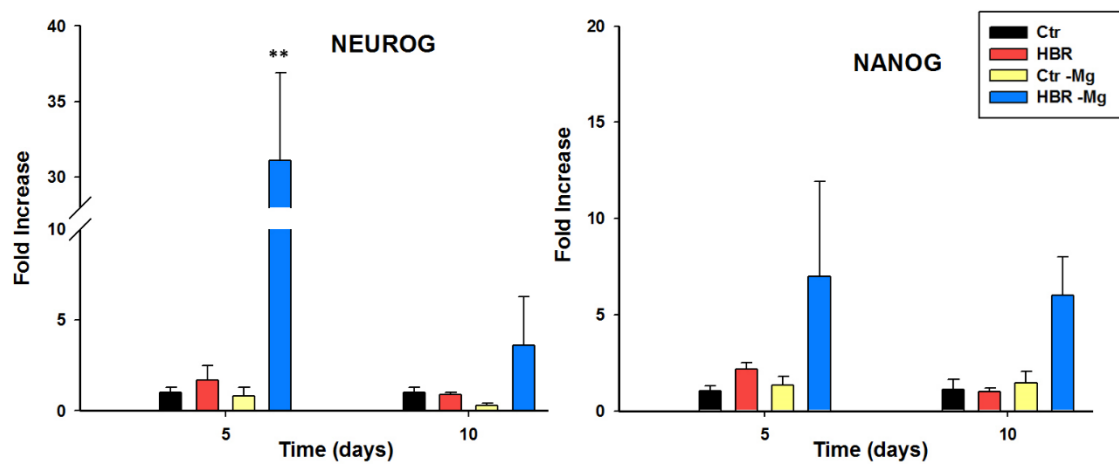 NEUROG
**
Fold Increase
40
35
30
10
5
0
5
10
Time (days)
NANOG
Fold Increase
20
15
10
5
0
5
10
Time (days)
Ctr
HBR
Ctr -Mg
HBR -Mg